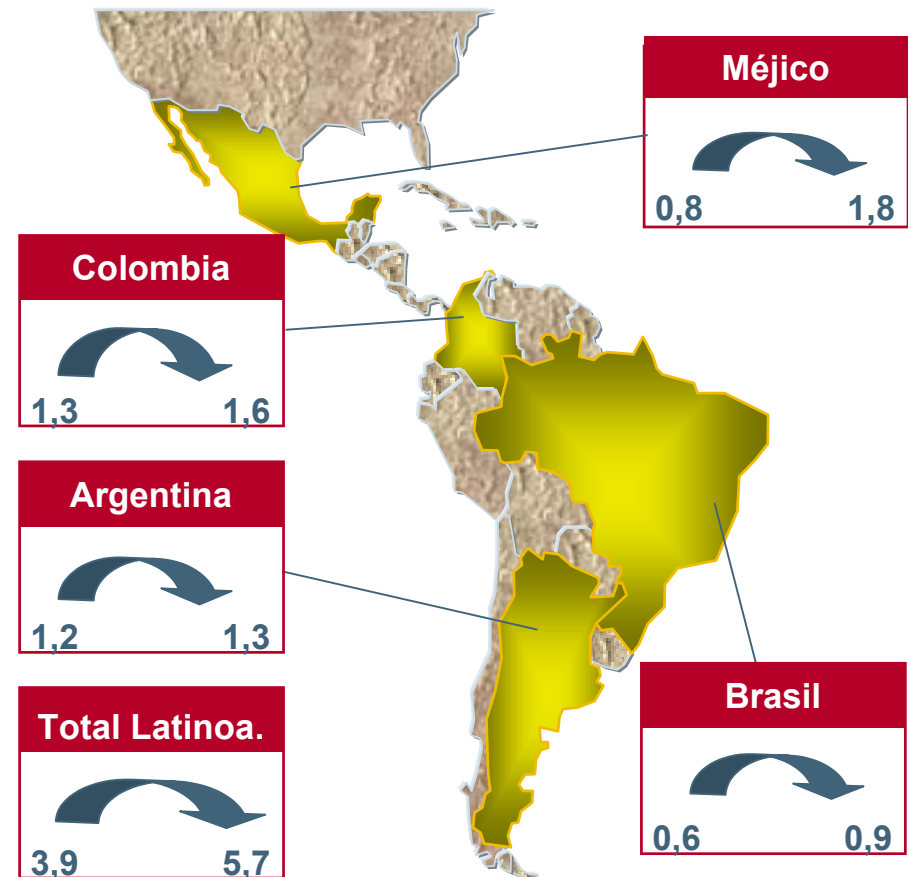 Méjico
0,8 1,8
Colombia
1,3 1,6
Argentina
1,2 1,3
Total Latinoa.
3,9 5,7
Brasil
0,6 0,9